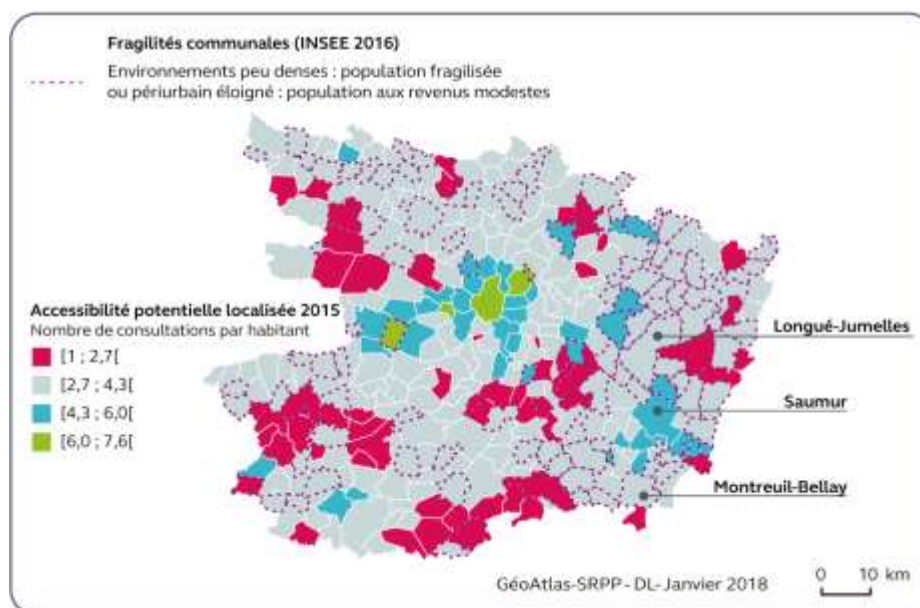 Fragilités communales (INSEE 2016)
Environnements peu denses : population fragilisée
ou périurbain éloigné : population aux revenus modestes
Accessibilité potentielle localisée 2015
Nombre de consultations par habitant
[1 ; 2,7[
[2,7 ; 4,3[
[4,3 ; 6,0[
[6,0 ; 7,6[
Longué-Jumelles
Saumur
Montreuil-Bellay
GéoAtlas-SRPP - DL- Janvier 2018
0 10 km